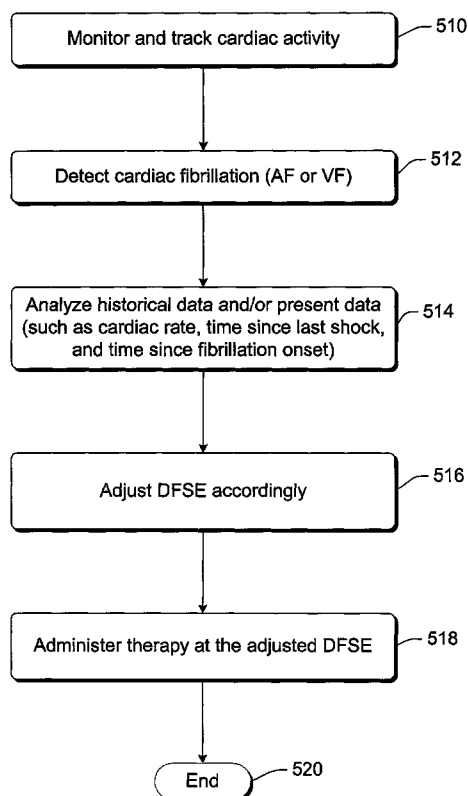 Monitor and track cardiac activity
510
Detect cardiac fibrillation (AF or VF)
512
Analyze historical data and/or present data
(such as cardiac rate, time since last shock,
and time since fibrillation onset)
514
Adjust DFSE accordingly
516
Administer therapy at the adjusted DFSE
518
End
520